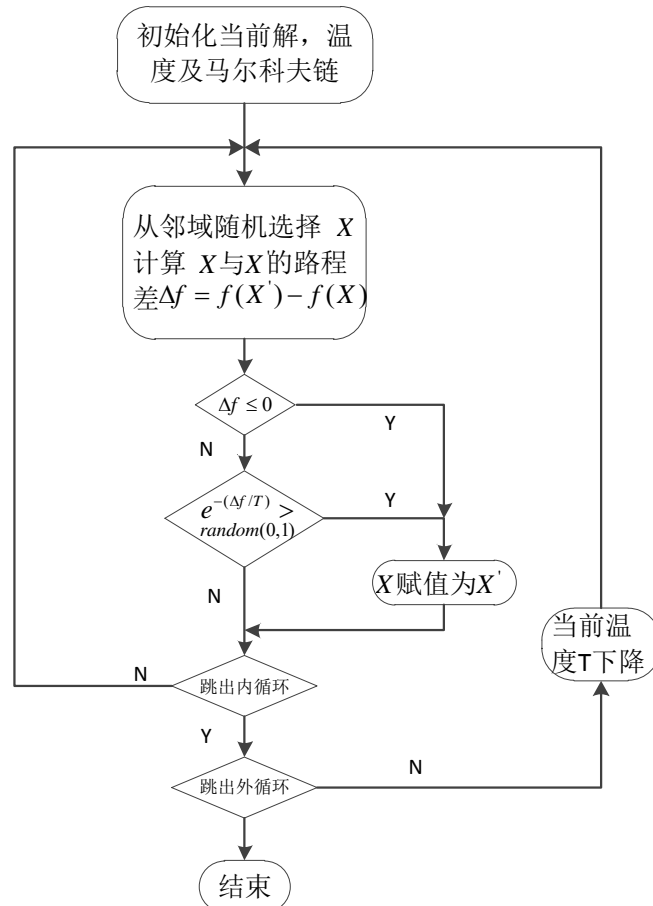 初始化当前解，温
度及马尔科夫链
从邻域随机选择 X
计算 X与X'的路程
差Δf = f(X') − f(X)
Δf ≤ 0
Y
N
e^{-(Δf/T)} >
random(0,1)
Y
N
X赋值为X'
当前温
度T下降
跳出内循环
N
Y
跳出外循环
N
结束